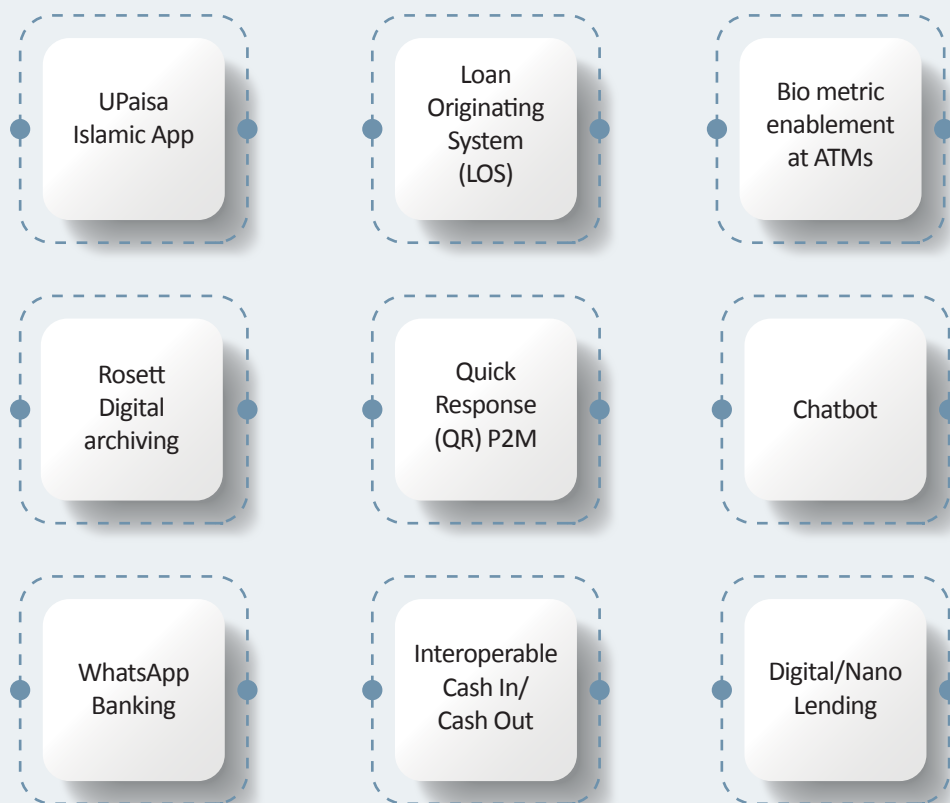 UPaisa
Islamic App
Loan
Originating
System
(LOS)
Bio metric
enablement
at ATMs
Rosett
Digital
archiving
Quick
Response
(QR) P2M
Chatbot
WhatsApp
Banking
Interoperable
Cash In/
Cash Out
Digital/Nano
Lending